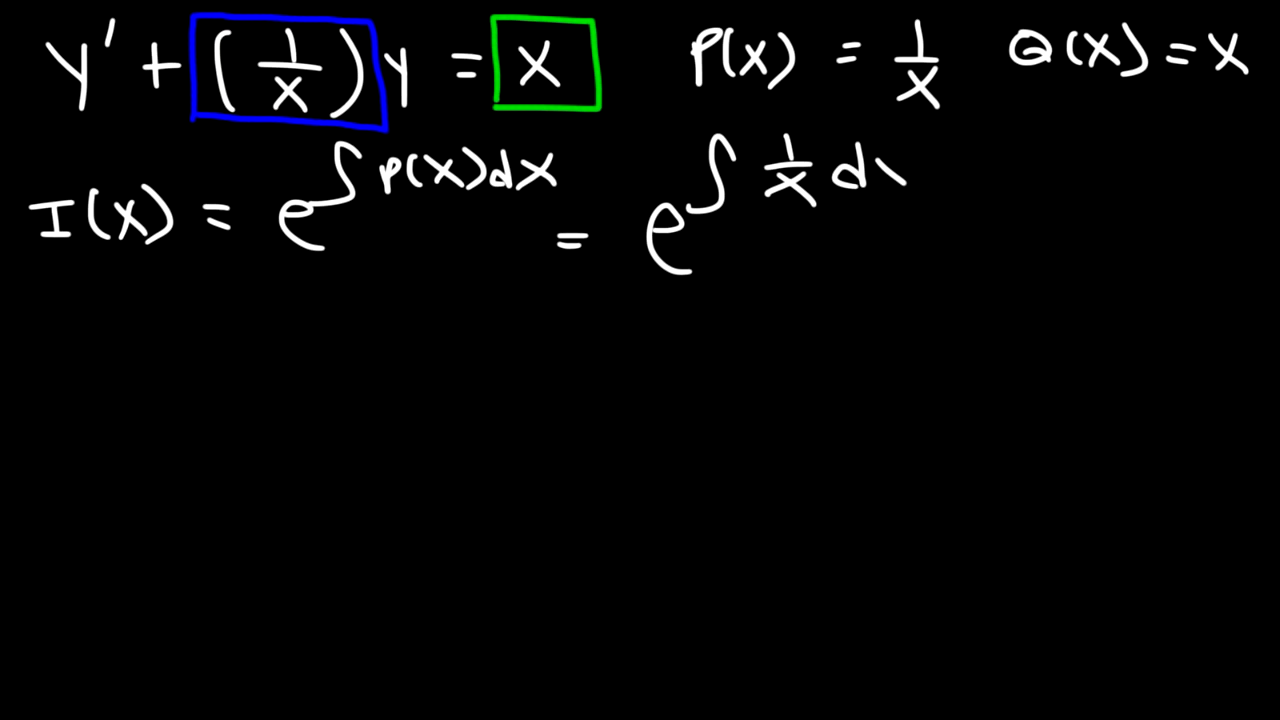 y' + (1/x) y = x P(x) = 1/x Q(x) = x
I(x) = e^∫P(x)dx = e^∫ 1/x d\